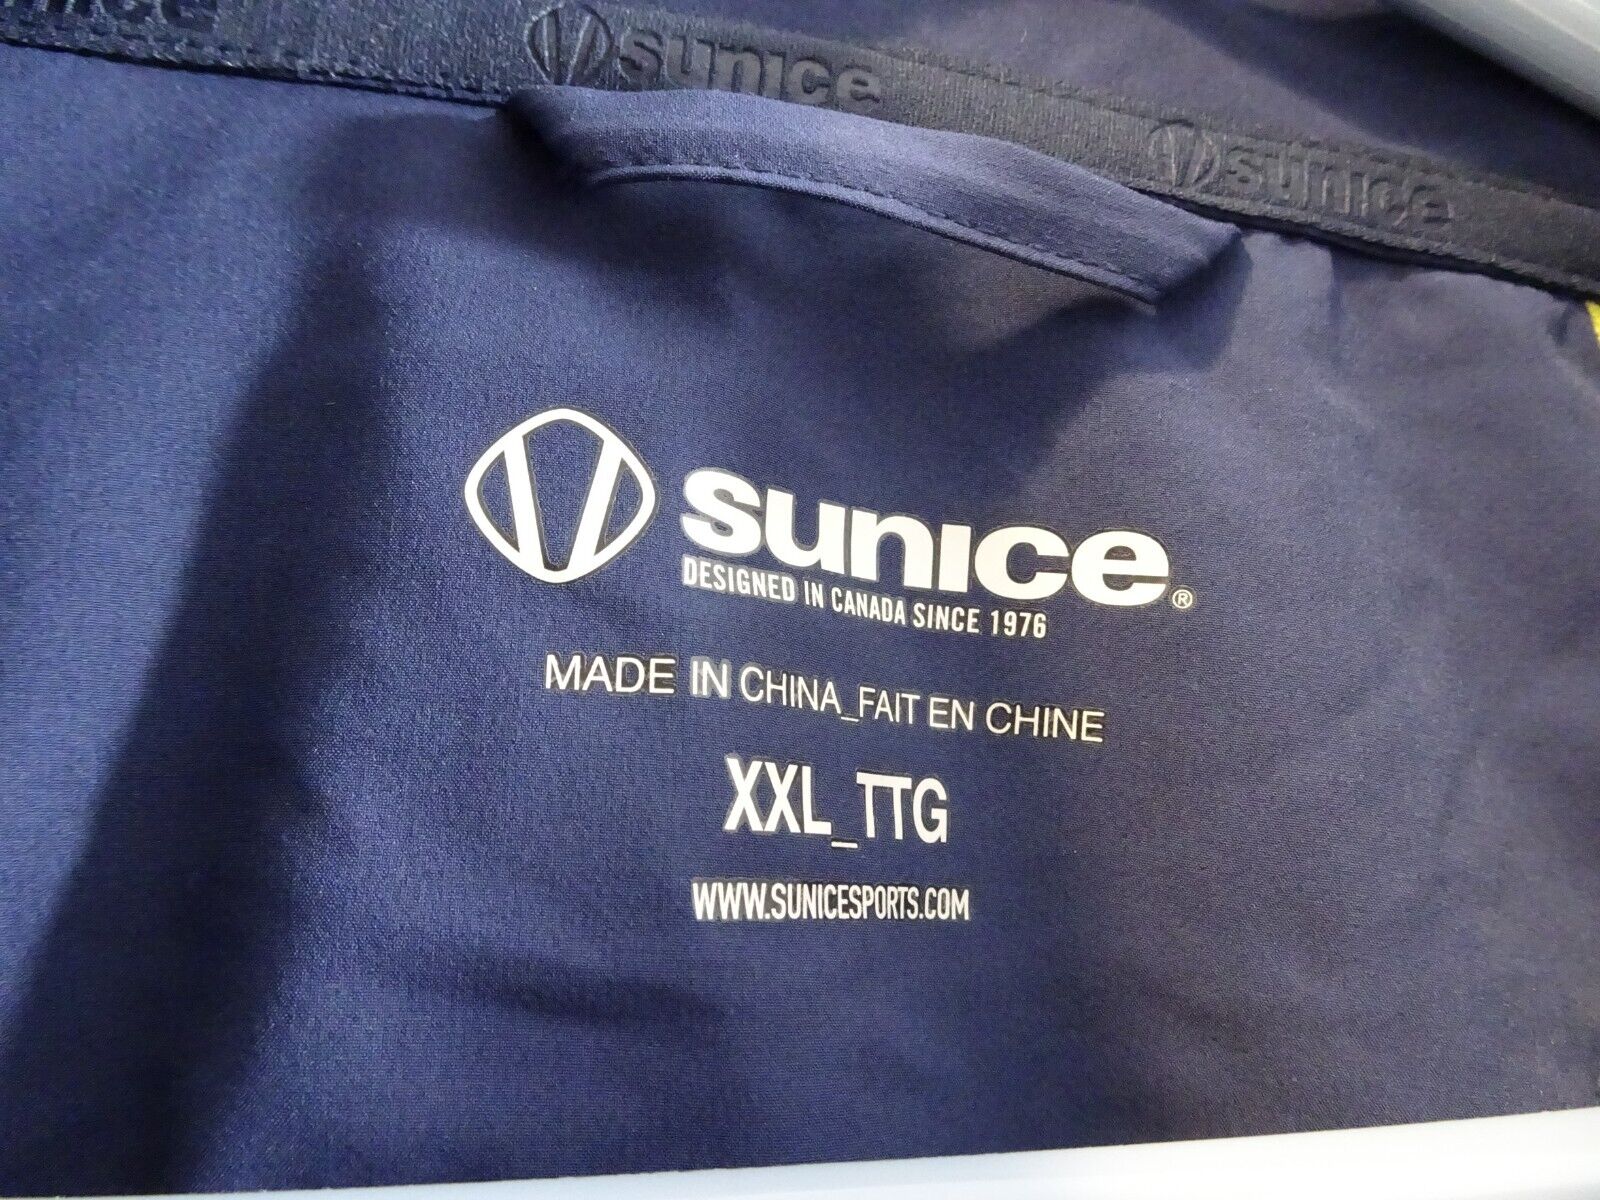 sunice
sunice
sunice®
DESIGNED IN CANADA SINCE 1976
MADE IN CHINA_FAIT EN CHINE
XXL_TTG
WWW.SUNICESPORTS.COM